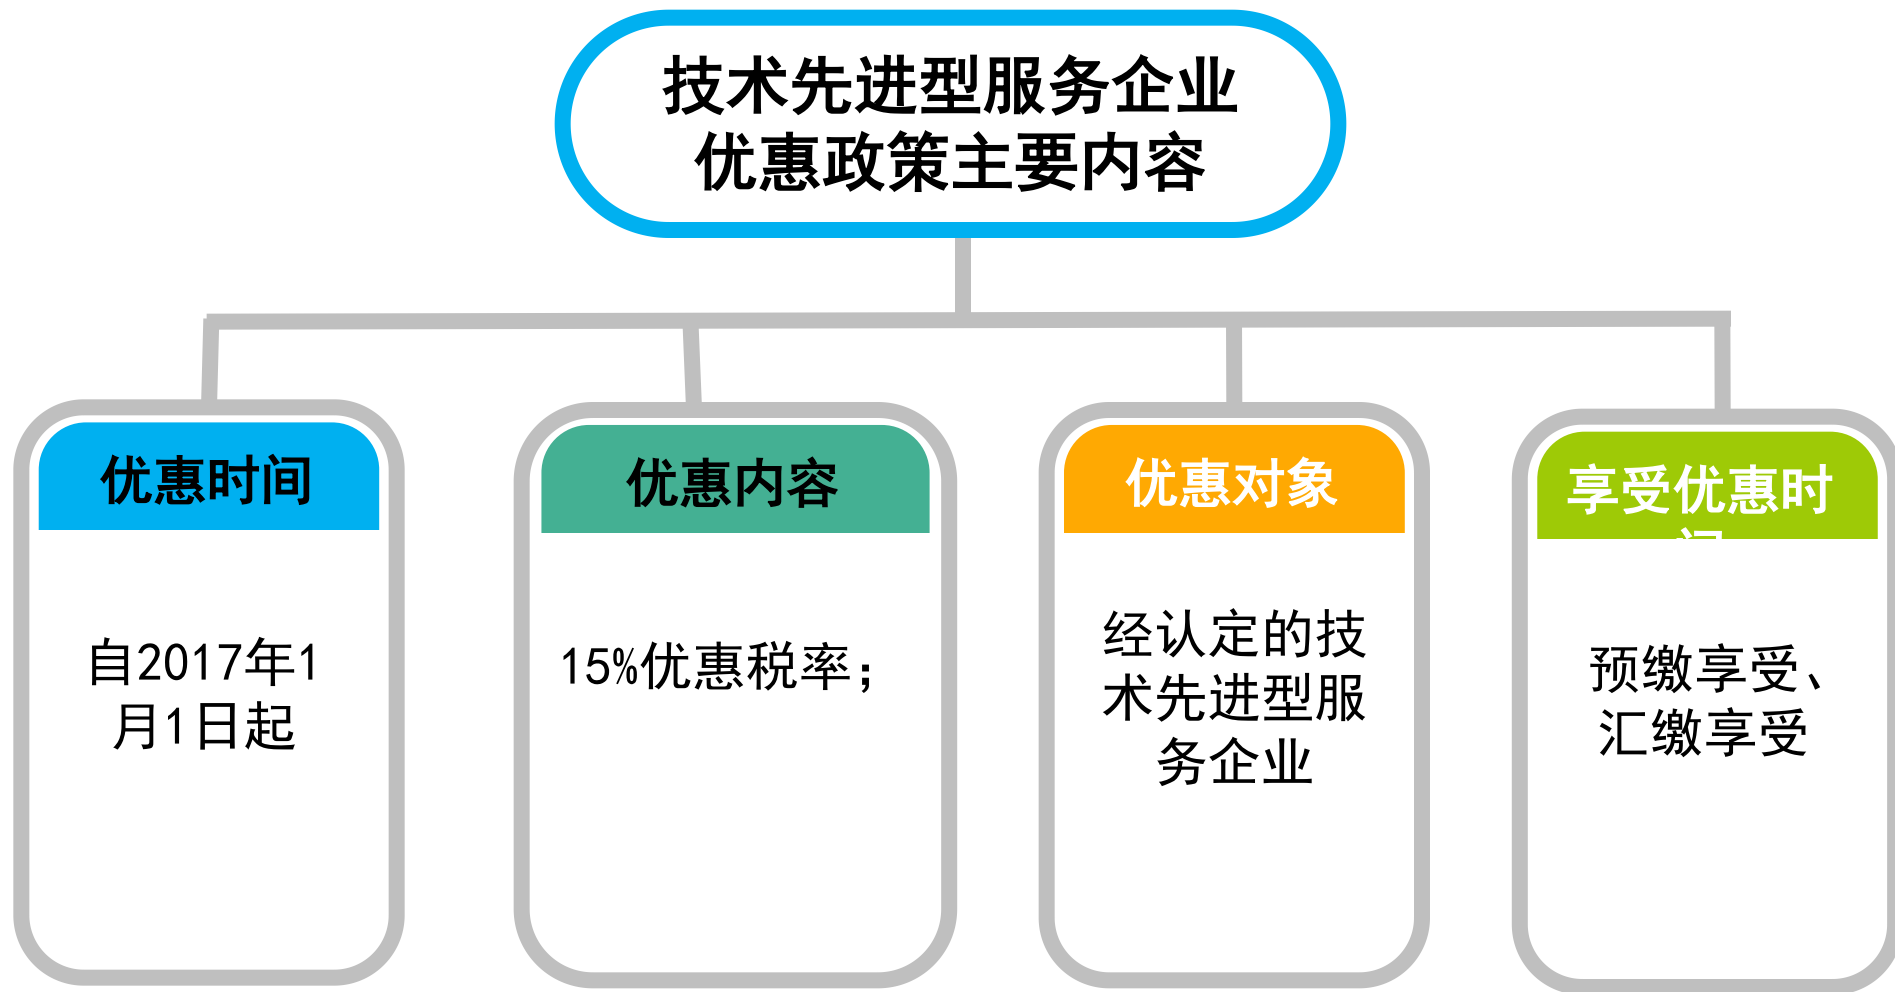 技术先进型服务企业
优惠政策主要内容
优惠时间
自2017年1
月1日起
优惠内容
15%优惠税率；
优惠对象
经认定的技
术先进型服
务企业
享受优惠时
间
预缴享受、
汇缴享受